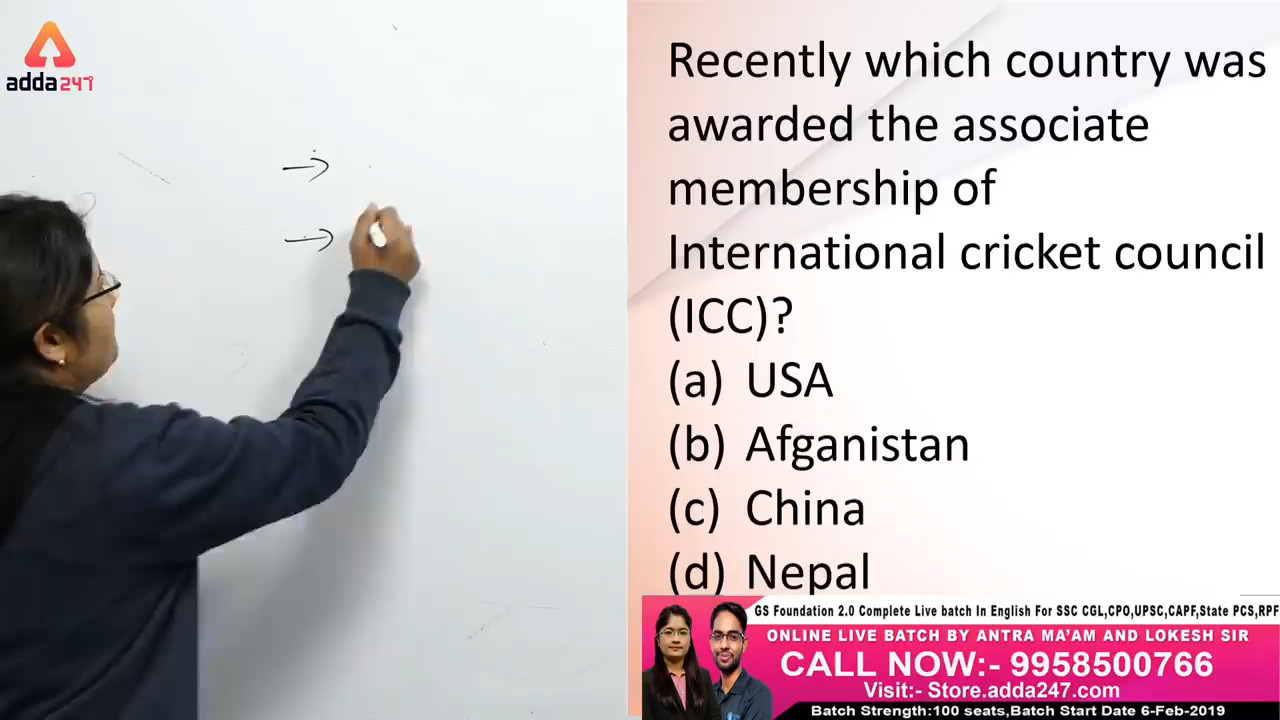 adda247
Recently which country was
awarded the associate
membership of
International cricket council
(ICC)?
(a) USA
(b) Afganistan
(c) China
(d) Nepal
GS Foundation 2.0 Complete Live batch In English For SSC CGL,CPO,UPSC,CAPF,State PCS,RPF
ONLINE LIVE BATCH BY ANTRA MA'AM AND LOKESH SIR
CALL NOW:- 9958500766
Visit:- Store.adda247.com
Batch Strength:100 seats,Batch Start Date 6-Feb-2019